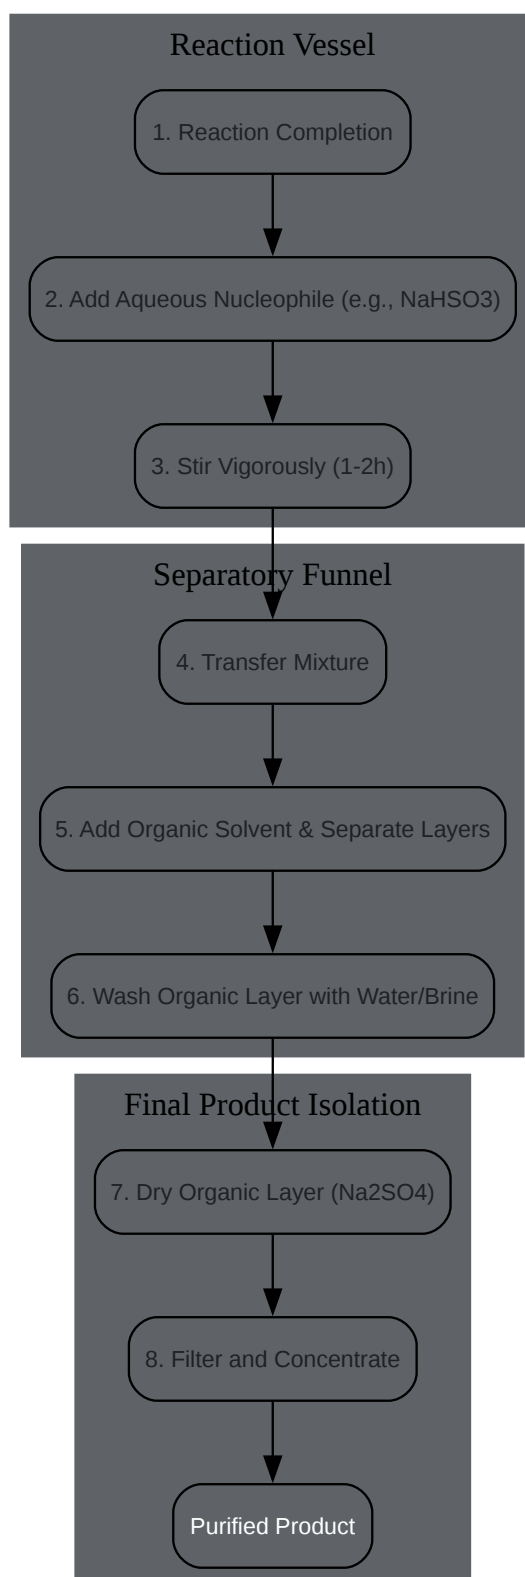 Reaction Vessel
1. Reaction Completion
2. Add Aqueous Nucleophile (e.g., NaHSO3)
3. Stir Vigorously (1-2h)
Separatory Funnel
4. Transfer Mixture
5. Add Organic Solvent & Separate Layers
6. Wash Organic Layer with Water/Brine
Final Product Isolation
7. Dry Organic Layer (Na2SO4)
8. Filter and Concentrate
Purified Product